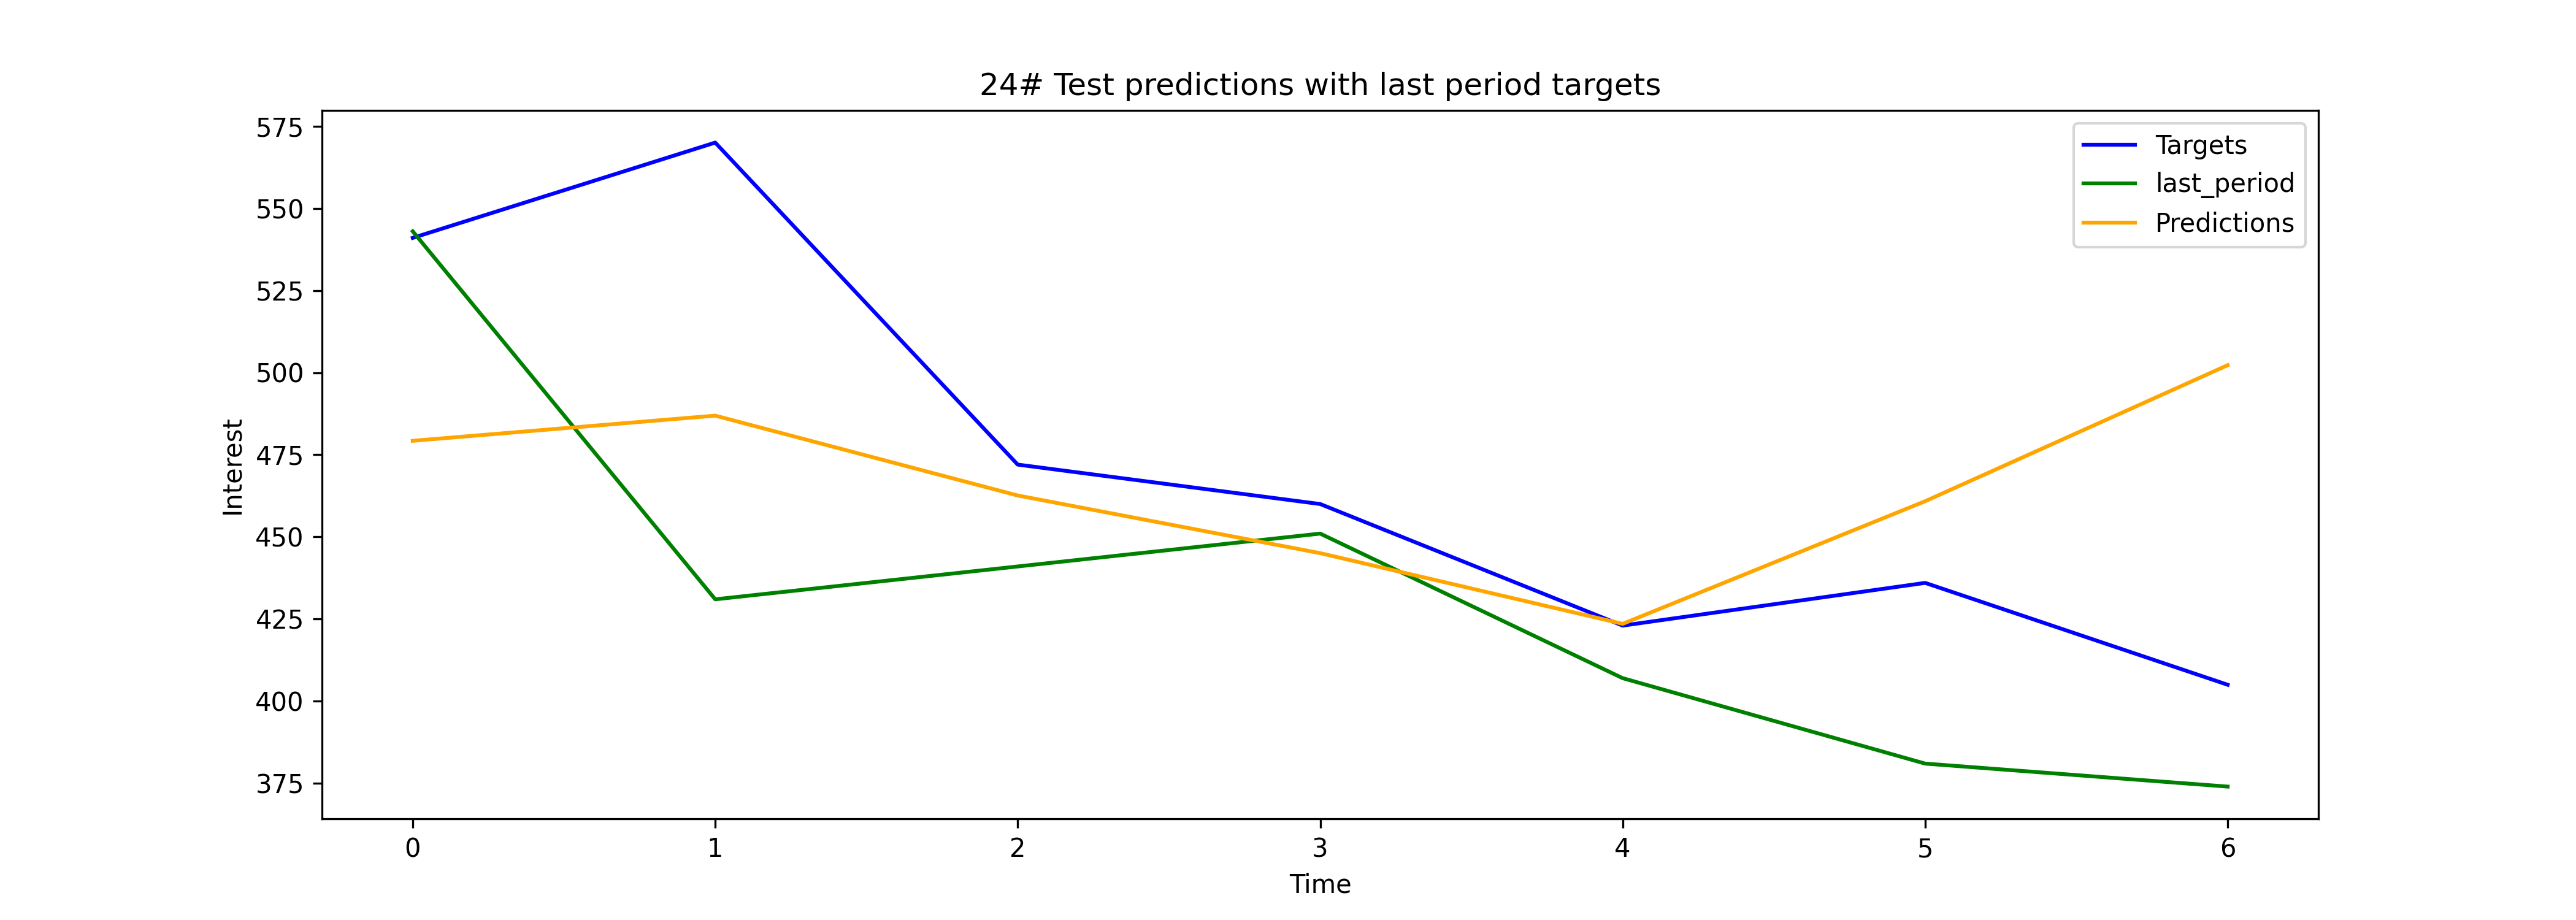 24# Test predictions with last period targets
575
550
525
500
475
450
425
400
375
Interest
Targets
last_period
Predictions
0 1 2 3 4 5 6
Time